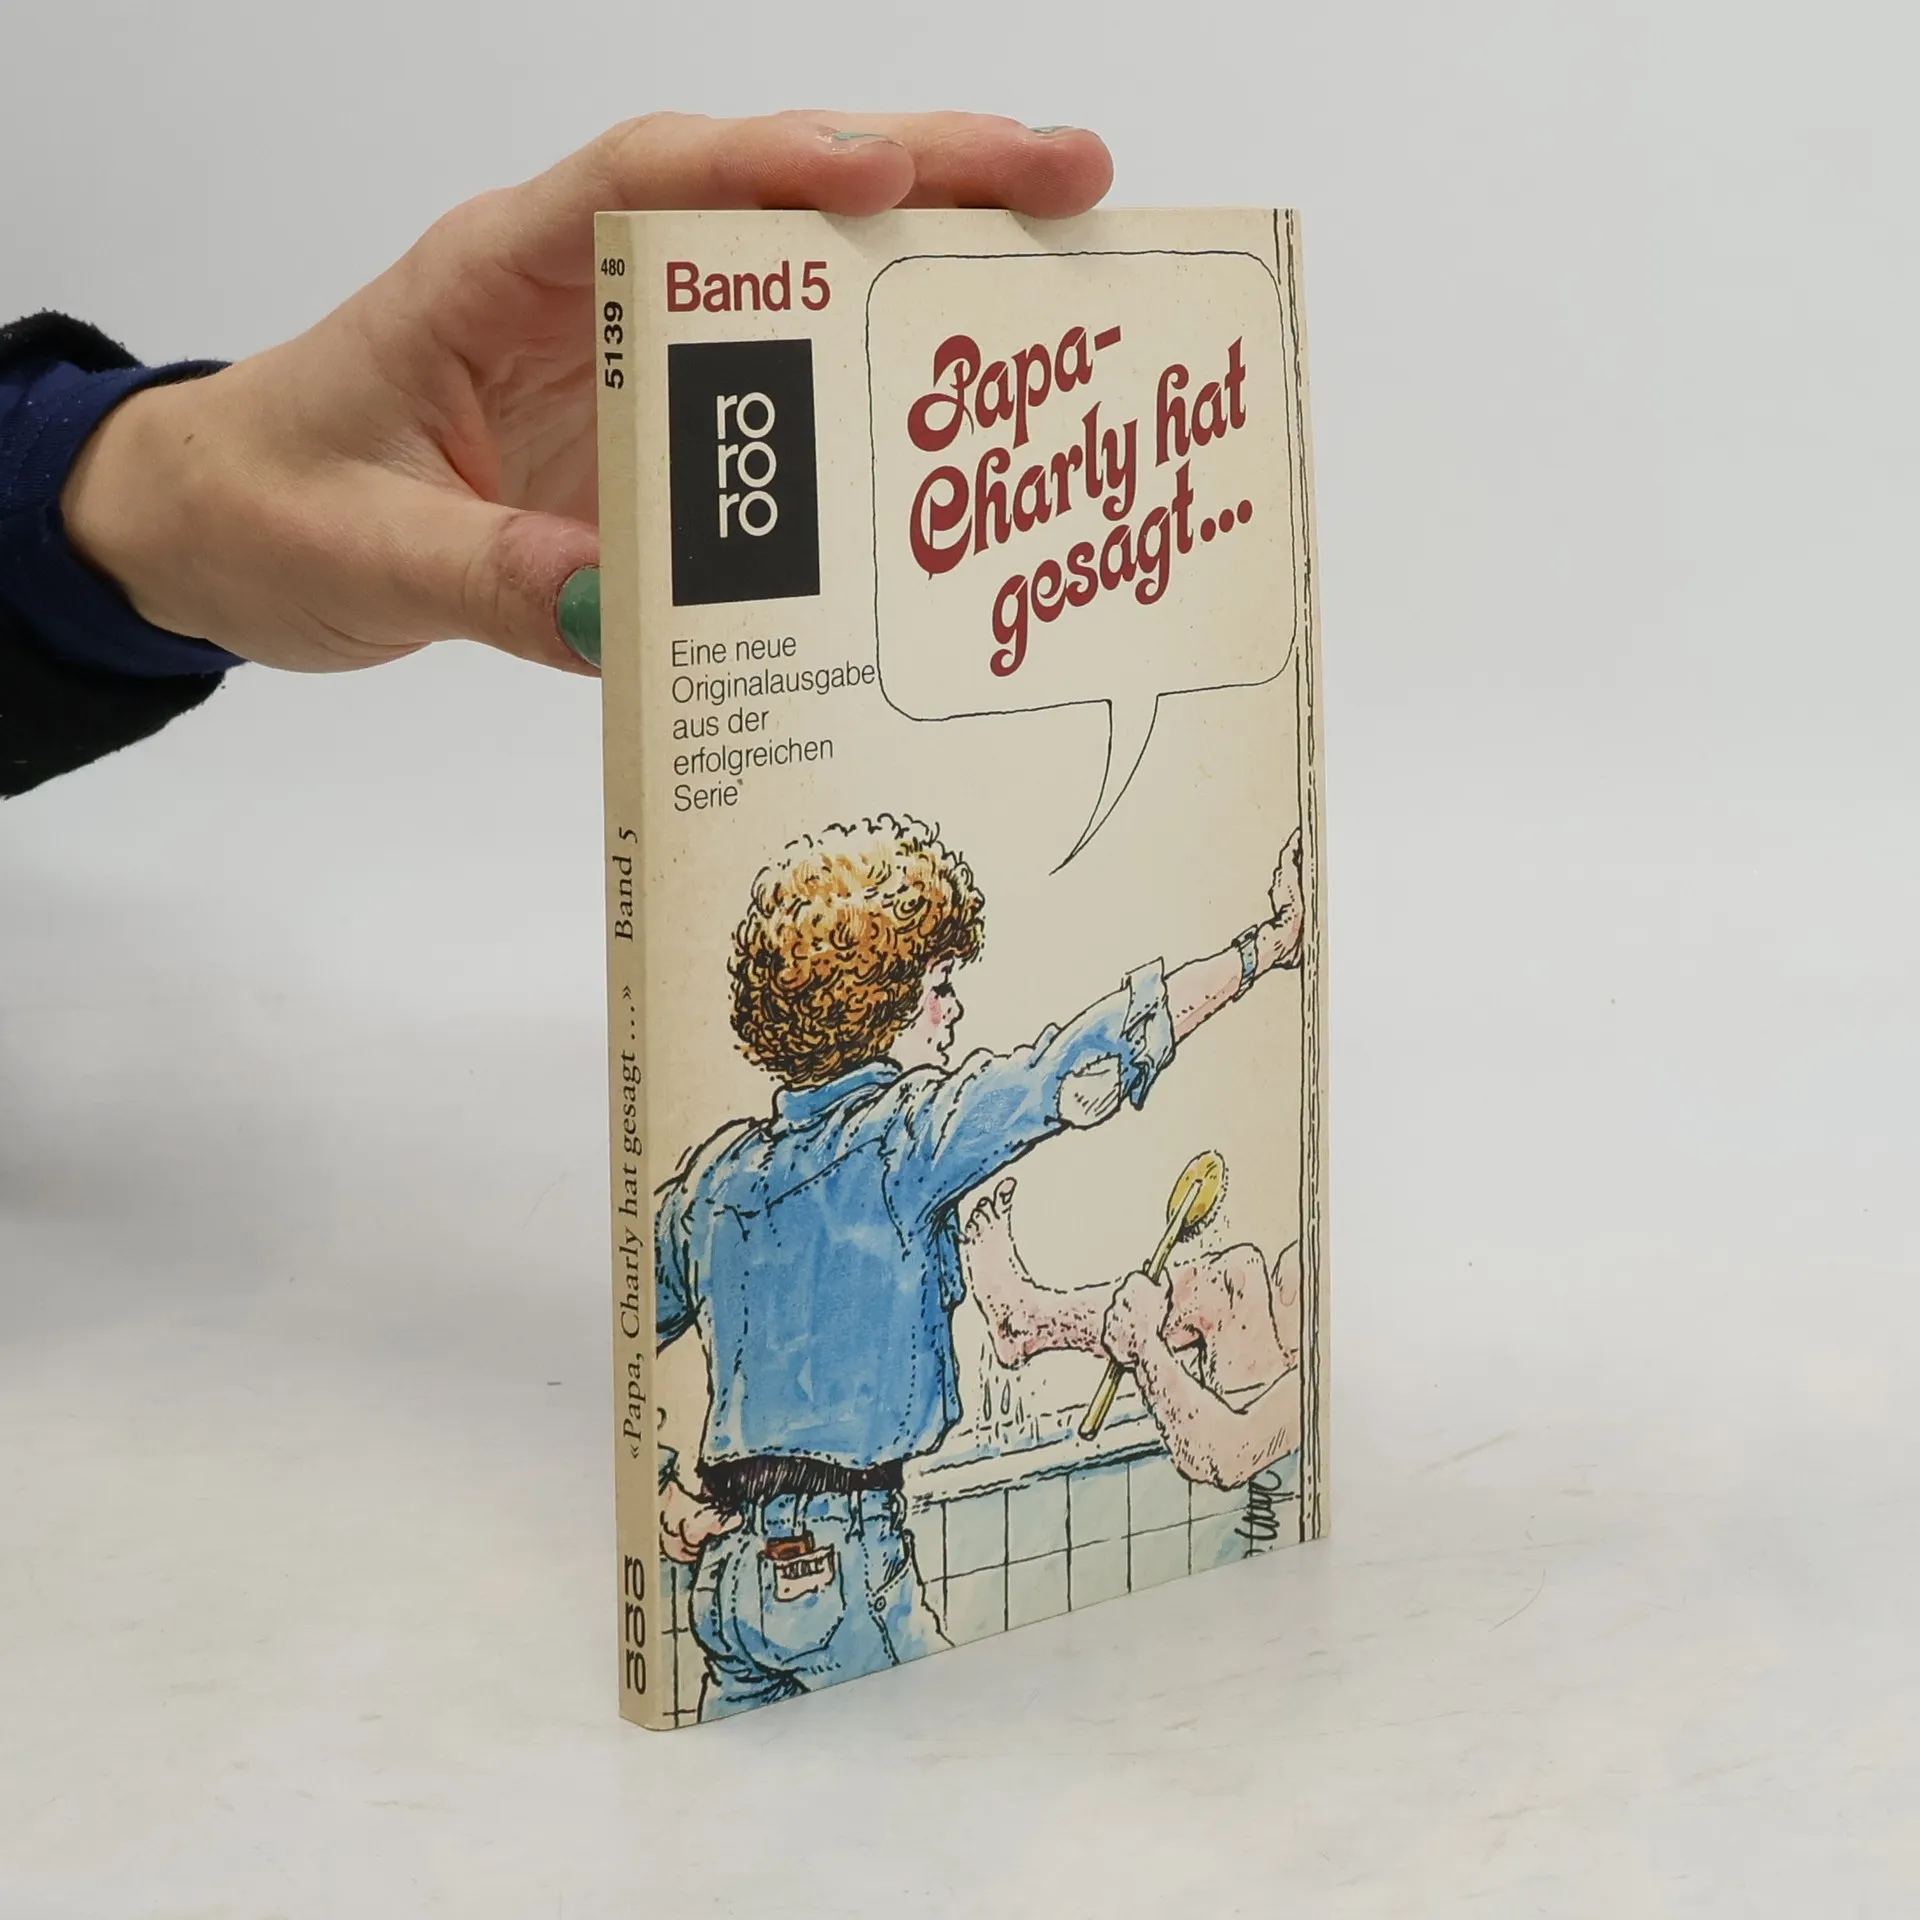 480
5139
«Papa, Charly hat gesagt ...» Band 5
ro
ro
ro
Band 5
ro
ro
ro
Eine neue
Originalausgabe
aus der
erfolgreichen
Serie
Papa-
Charly hat
gesagt...